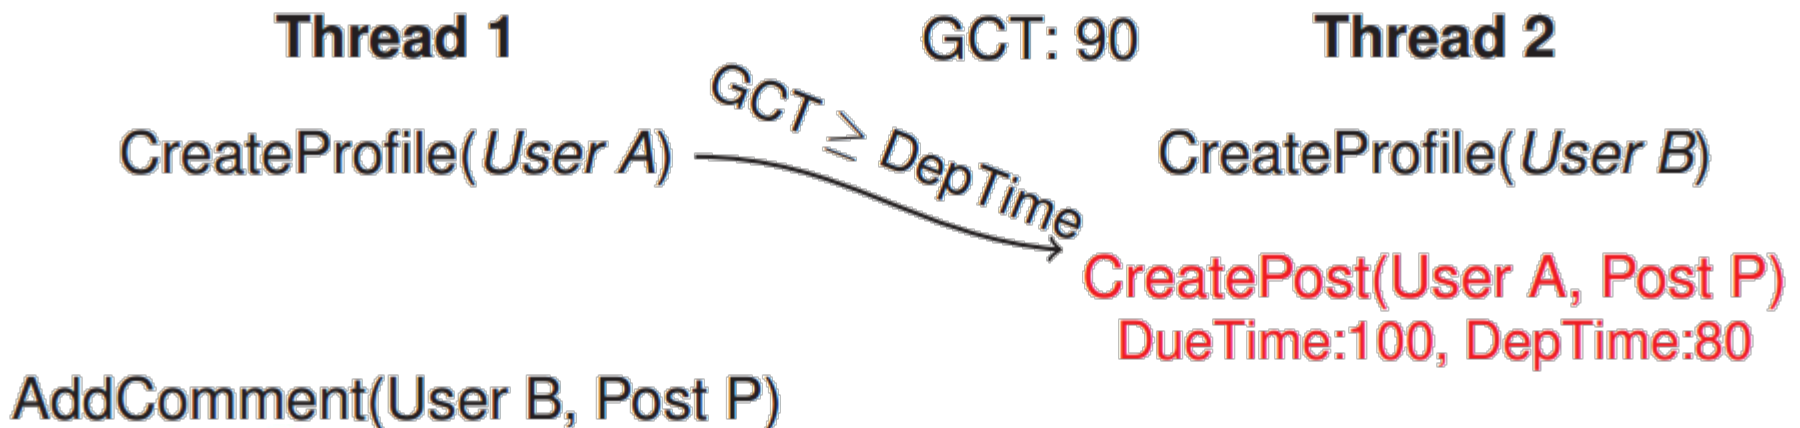 Thread 1
GCT: 90
Thread 2
GCT ≥ DepTime
CreateProfile(User A)
CreateProfile(User B)
CreatePost(User A, Post P)
DueTime:100, DepTime:80
AddComment(User B, Post P)